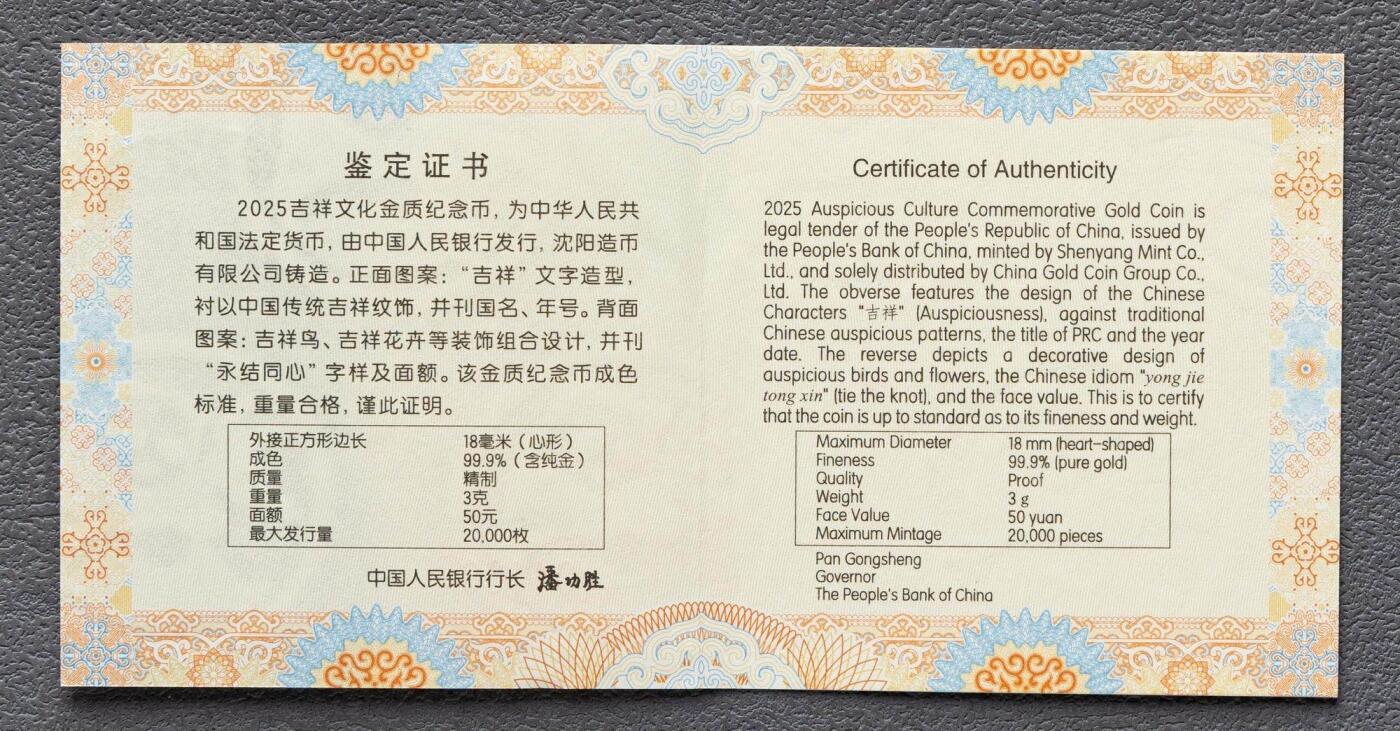 鉴定证书
2025吉祥文化金质纪念币，为中华人民共
和国法定货币，由中国人民银行发行，沈阳造币
有限公司铸造。正面图案：“吉祥”文字造型，
衬以中国传统吉祥纹饰，并刊国名、年号。背面
图案：吉祥鸟、吉祥花卉等装饰组合设计，并刊
“永结同心”字样及面额。该金质纪念币成色
标准，重量合格，谨此证明。
外接正方形边长 18毫米（心形）
成色 99.9%（含纯金）
质量 精制
重量 3克
面额 50元
最大发行量 20,000枚
中国人民银行行长 潘功胜
Certificate of Authenticity
2025 Auspicious Culture Commemorative Gold Coin is
legal tender of the People's Republic of China, issued by
the People's Bank of China, minted by Shenyang Mint Co.,
Ltd., and solely distributed by China Gold Coin Group Co.,
Ltd. The obverse features the design of the Chinese
Characters "吉祥" (Auspiciousness), against traditional
Chinese auspicious patterns, the title of PRC and the year
date. The reverse depicts a decorative design of
auspicious birds and flowers, the Chinese idiom "yong jie
tong xin" (tie the knot), and the face value. This is to certify
that the coin is up to standard as to its fineness and weight.
Maximum Diameter 18 mm (heart-shaped)
Fineness 99.9% (pure gold)
Quality Proof
Weight 3 g
Face Value 50 yuan
Maximum Mintage 20,000 pieces
Pan Gongsheng
Governor
The People's Bank of China